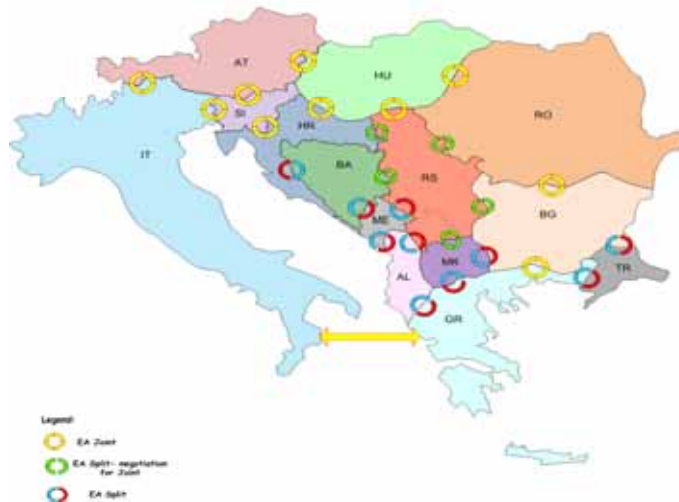 AT
HU
SI
RO
HR
IT
BA
RS
ME
BG
MK
TR
AL
GR
Legend:
EA Joint
EA Split- negotiation
for Joint
EA Split